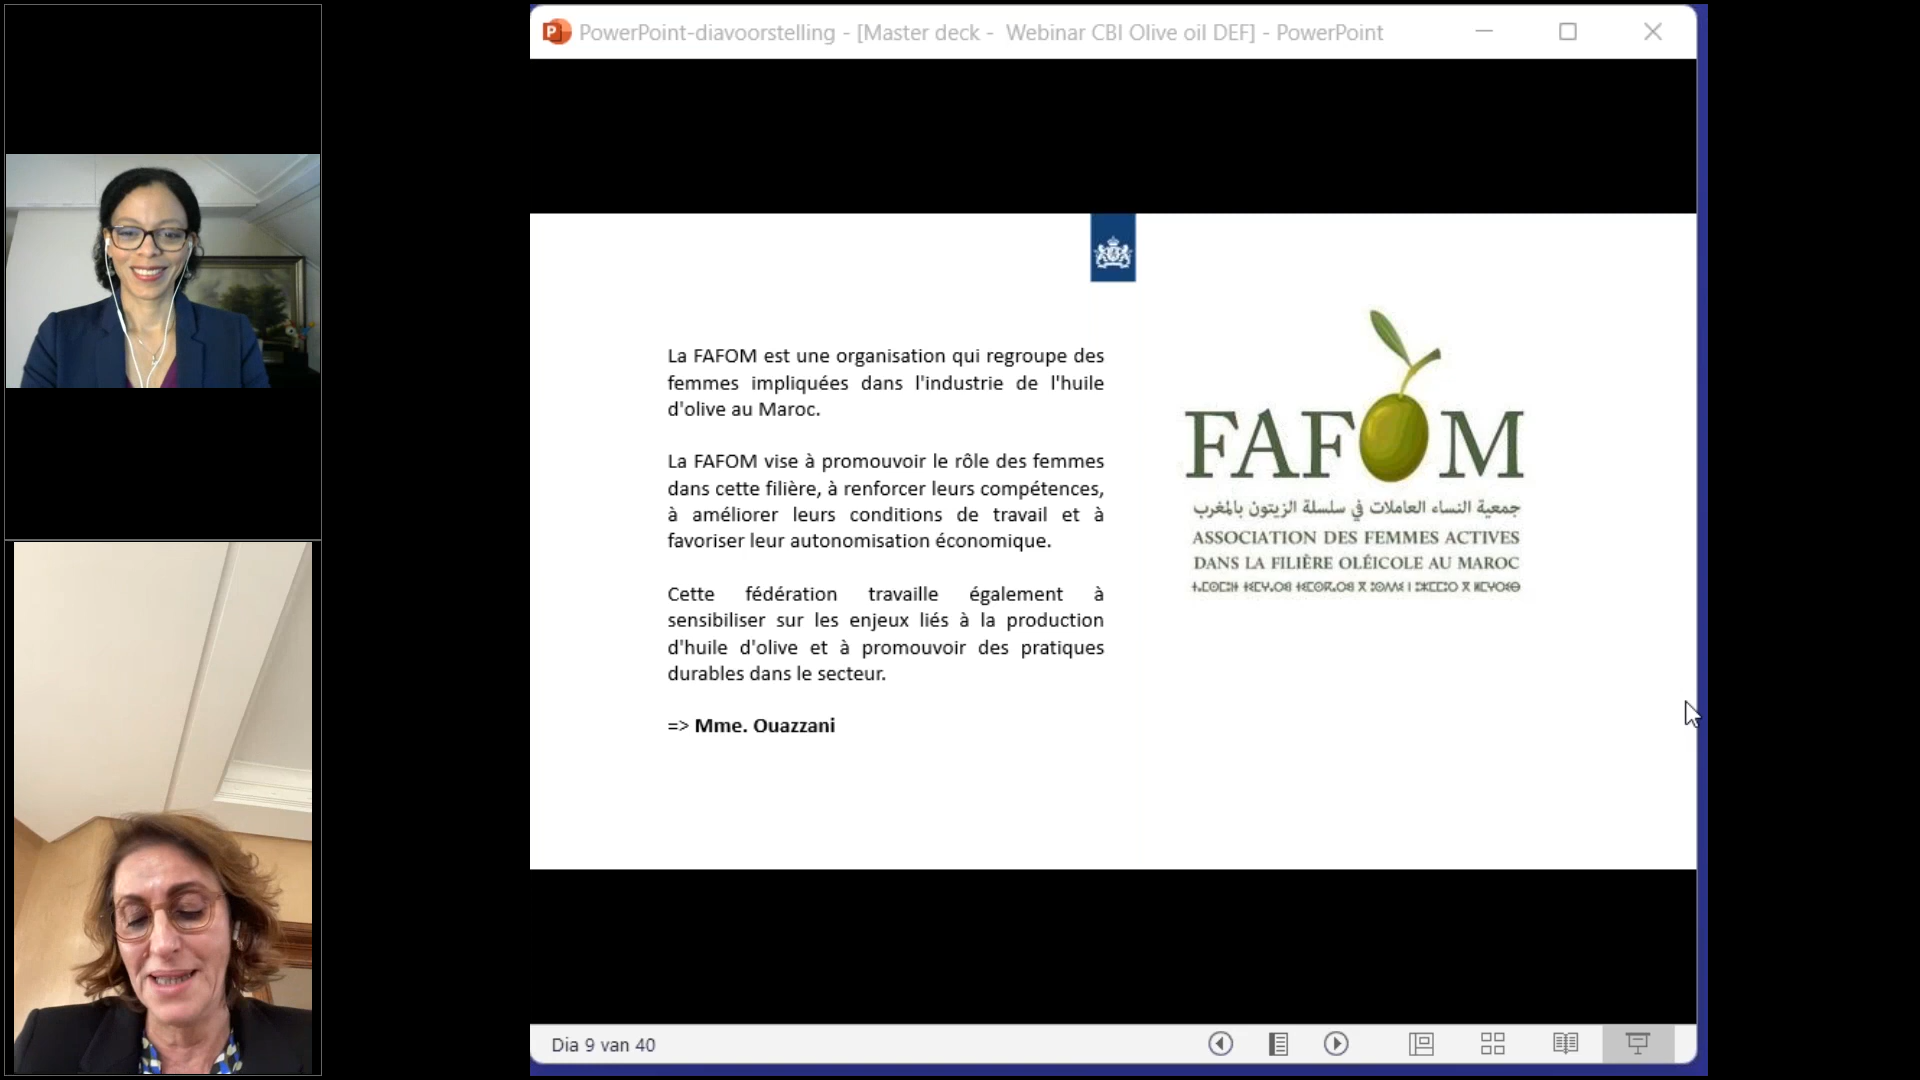 PowerPoint-diavoorstelling - [Master deck - Webinar CBI Olive oil DEF] - PowerPoint
La FAFOM est une organisation qui regroupe des
femmes impliquées dans l'industrie de l'huile
d'olive au Maroc.
La FAFOM vise à promouvoir le rôle des femmes
dans cette filière, à renforcer leurs compétences,
à améliorer leurs conditions de travail et à
favoriser leur autonomisation économique.
Cette fédération travaille également à
sensibiliser sur les enjeux liés à la production
d'huile d'olive et à promouvoir des pratiques
durables dans le secteur.
=> Mme. Ouazzani
FAFOM
جمعية النساء العاملات في سلسلة الزيتون بالمغرب
ASSOCIATION DES FEMMES ACTIVES
DANS LA FILIÈRE OLÉICOLE AU MAROC
Dia 9 van 40